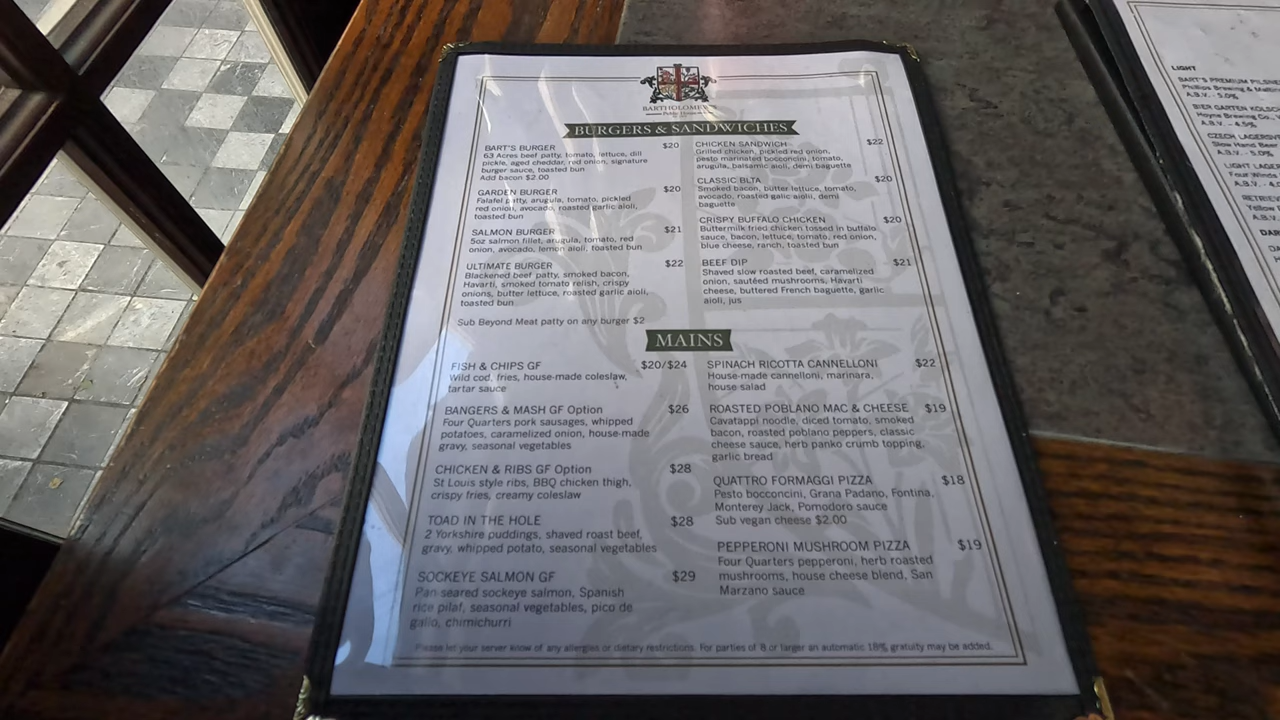 BARTHOLOMEW'S
BURGERS & SANDWICHES
BART'S BURGER $20
63 Acres beef patty, tomato, lettuce, dill
pickle, aged cheddar, red onion, signature
burger sauce, toasted bun
Add bacon $2.00
GARDEN BURGER $20
Falafel patty, arugula, tomato, pickled
red onion, avocado, roasted garlic aioli,
toasted bun
SALMON BURGER $21
5oz salmon fillet, arugula, tomato, red
onion, avocado, lemon aioli, toasted bun
ULTIMATE BURGER $22
Blackened beef patty, smoked bacon,
Havarti, smoked tomato relish, crispy
onions, butter lettuce, roasted garlic aioli,
toasted bun
Sub Beyond Meat patty on any burger $2
CHICKEN SANDWICH $22
Grilled chicken, pickled red onion,
pesto marinated bocconcini, tomato,
arugula, balsamic aioli, demi baguette
CLASSIC BLTA $20
Smoked bacon, butter lettuce, tomato,
avocado, roasted garlic aioli, demi
baguette
CRISPY BUFFALO CHICKEN $20
Buttermilk fried chicken tossed in buffalo
sauce, bacon, lettuce, tomato, red onion,
blue cheese, ranch, toasted bun
BEEF DIP $21
Shaved slow roasted beef, caramelized
onion, sautéed mushrooms, Havarti
cheese, buttered French baguette, garlic
aioli, jus
MAINS
FISH & CHIPS GF $20/$24
Wild cod, fries, house-made coleslaw,
tartar sauce
BANGERS & MASH GF Option $26
Four Quarters pork sausages, whipped
potatoes, caramelized onion, house-made
gravy, seasonal vegetables
CHICKEN & RIBS GF Option $28
St Louis style ribs, BBQ chicken thigh,
crispy fries, creamy coleslaw
TOAD IN THE HOLE $28
2 Yorkshire puddings, shaved roast beef,
gravy, whipped potato, seasonal vegetables
SOCKEYE SALMON GF $29
Pan seared sockeye salmon, Spanish
rice pilaf, seasonal vegetables, pico de
gallo, chimichurri
SPINACH RICOTTA CANNELLONI $22
House-made cannelloni, marinara,
house salad
ROASTED POBLANO MAC & CHEESE $19
Cavatappi noodle, diced tomato, smoked
bacon, roasted poblano peppers, classic
cheese sauce, herb panko crumb topping,
garlic bread
QUATTRO FORMAGGI PIZZA $18
Pesto bocconcini, Grana Padano, Fontina,
Monterey Jack, Pomodoro sauce
Sub vegan cheese $2.00
PEPPERONI MUSHROOM PIZZA $19
Four Quarters pepperoni, herb roasted
mushrooms, house cheese blend, San
Marzano sauce
Please let your server know of any allergies or dietary restrictions. For parties of 8 or larger an automatic 18% gratuity may be added.
LIGHT
BART'S PREMIUM PILSNE
Phillips Brewing &
A.B.V. - 5.0%
BIER GARTEN KOLSC
Hoyne Brewing Co.,
A.B.V. - 4.5%
CZECH LAGER
Slow Hand Beer
A.B.V. - 5.0%
LIGHT LAGE
Four Winds
A.B.V. - 4.
RETRIEV
Yellow
DAR